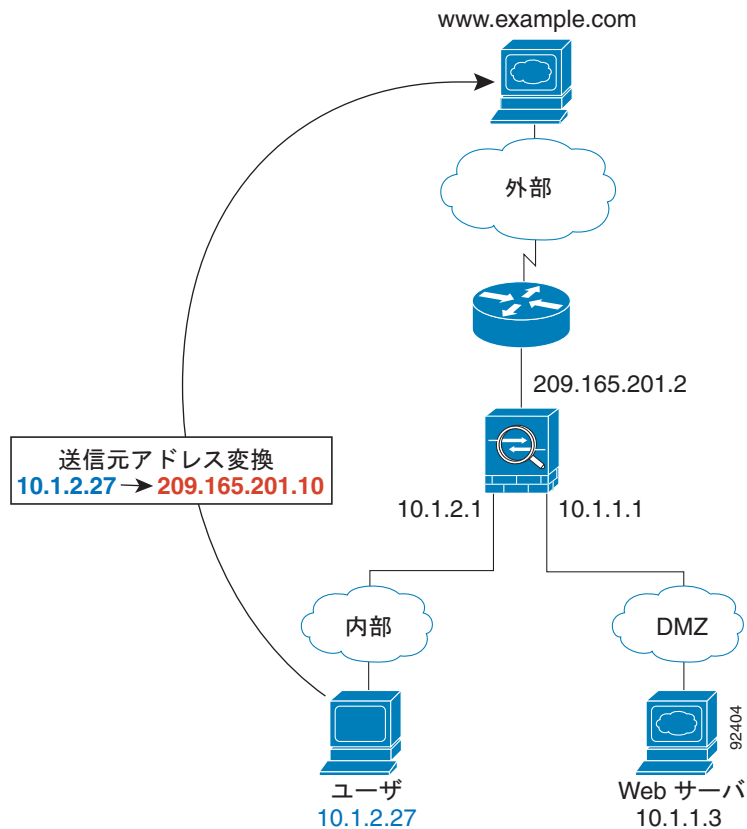 www.example.com
外部
209.165.201.2
送信元アドレス変換
10.1.2.27 → 209.165.201.10
10.1.2.1
10.1.1.1
内部
DMZ
ユーザ
10.1.2.27
Web サーバ
10.1.1.3
92404